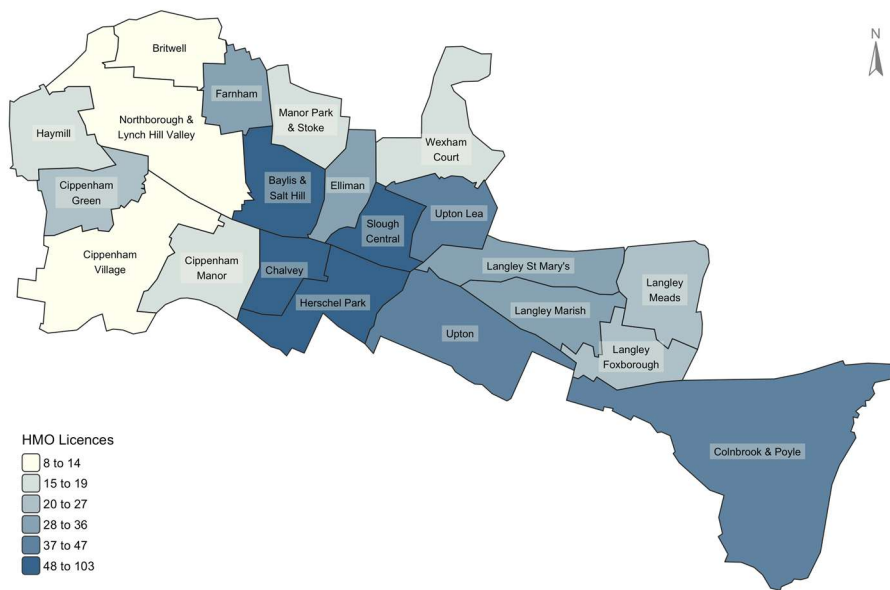 N
Britwell
Farnham
Northborough &
Lynch Hill Valley
Manor Park
& Stoke
Haymill
Wexham
Court
Cippenham
Green
Baylis &
Salt Hill
Elliman
Upton Lea
Slough
Central
Cippenham
Village
Cippenham
Manor
Chalvey
Langley St Mary's
Langley
Meads
Herschel Park
Langley Marish
Upton
Langley
Foxborough
Colnbrook & Poyle
HMO Licences
8 to 14
15 to 19
20 to 27
28 to 36
37 to 47
48 to 103